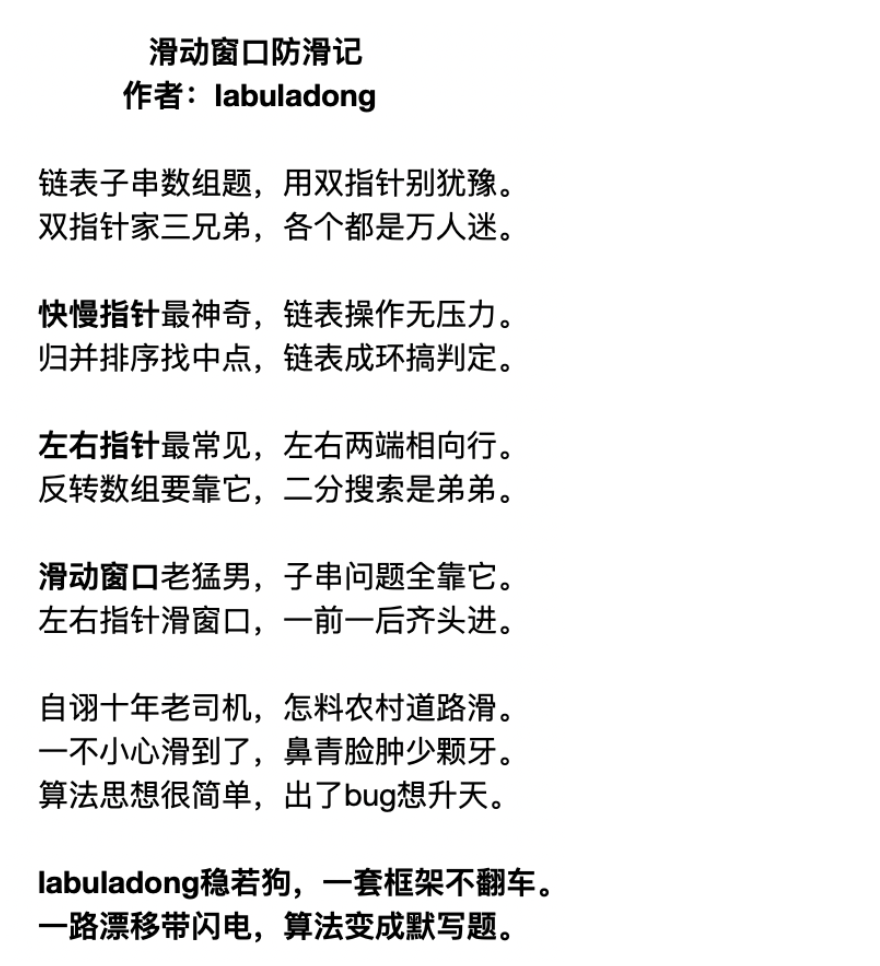 滑动窗口防滑记
作者：labuladong
链表子串数组题，用双指针别犹豫。
双指针家三兄弟，各个都是万人迷。
快慢指针最神奇，链表操作无压力。
归并排序找中点，链表成环搞判定。
左右指针最常见，左右两端相向行。
反转数组要靠它，二分搜索是弟弟。
滑动窗口老猛男，子串问题全靠它。
左右指针滑窗口，一前一后齐头进。
自诩十年老司机，怎料农村道路滑。
一不小心滑到了，鼻青脸肿少颗牙。
算法思想很简单，出了bug想升天。
labuladong稳若狗，一套框架不翻车。
一路漂移带闪电，算法变成默写题。